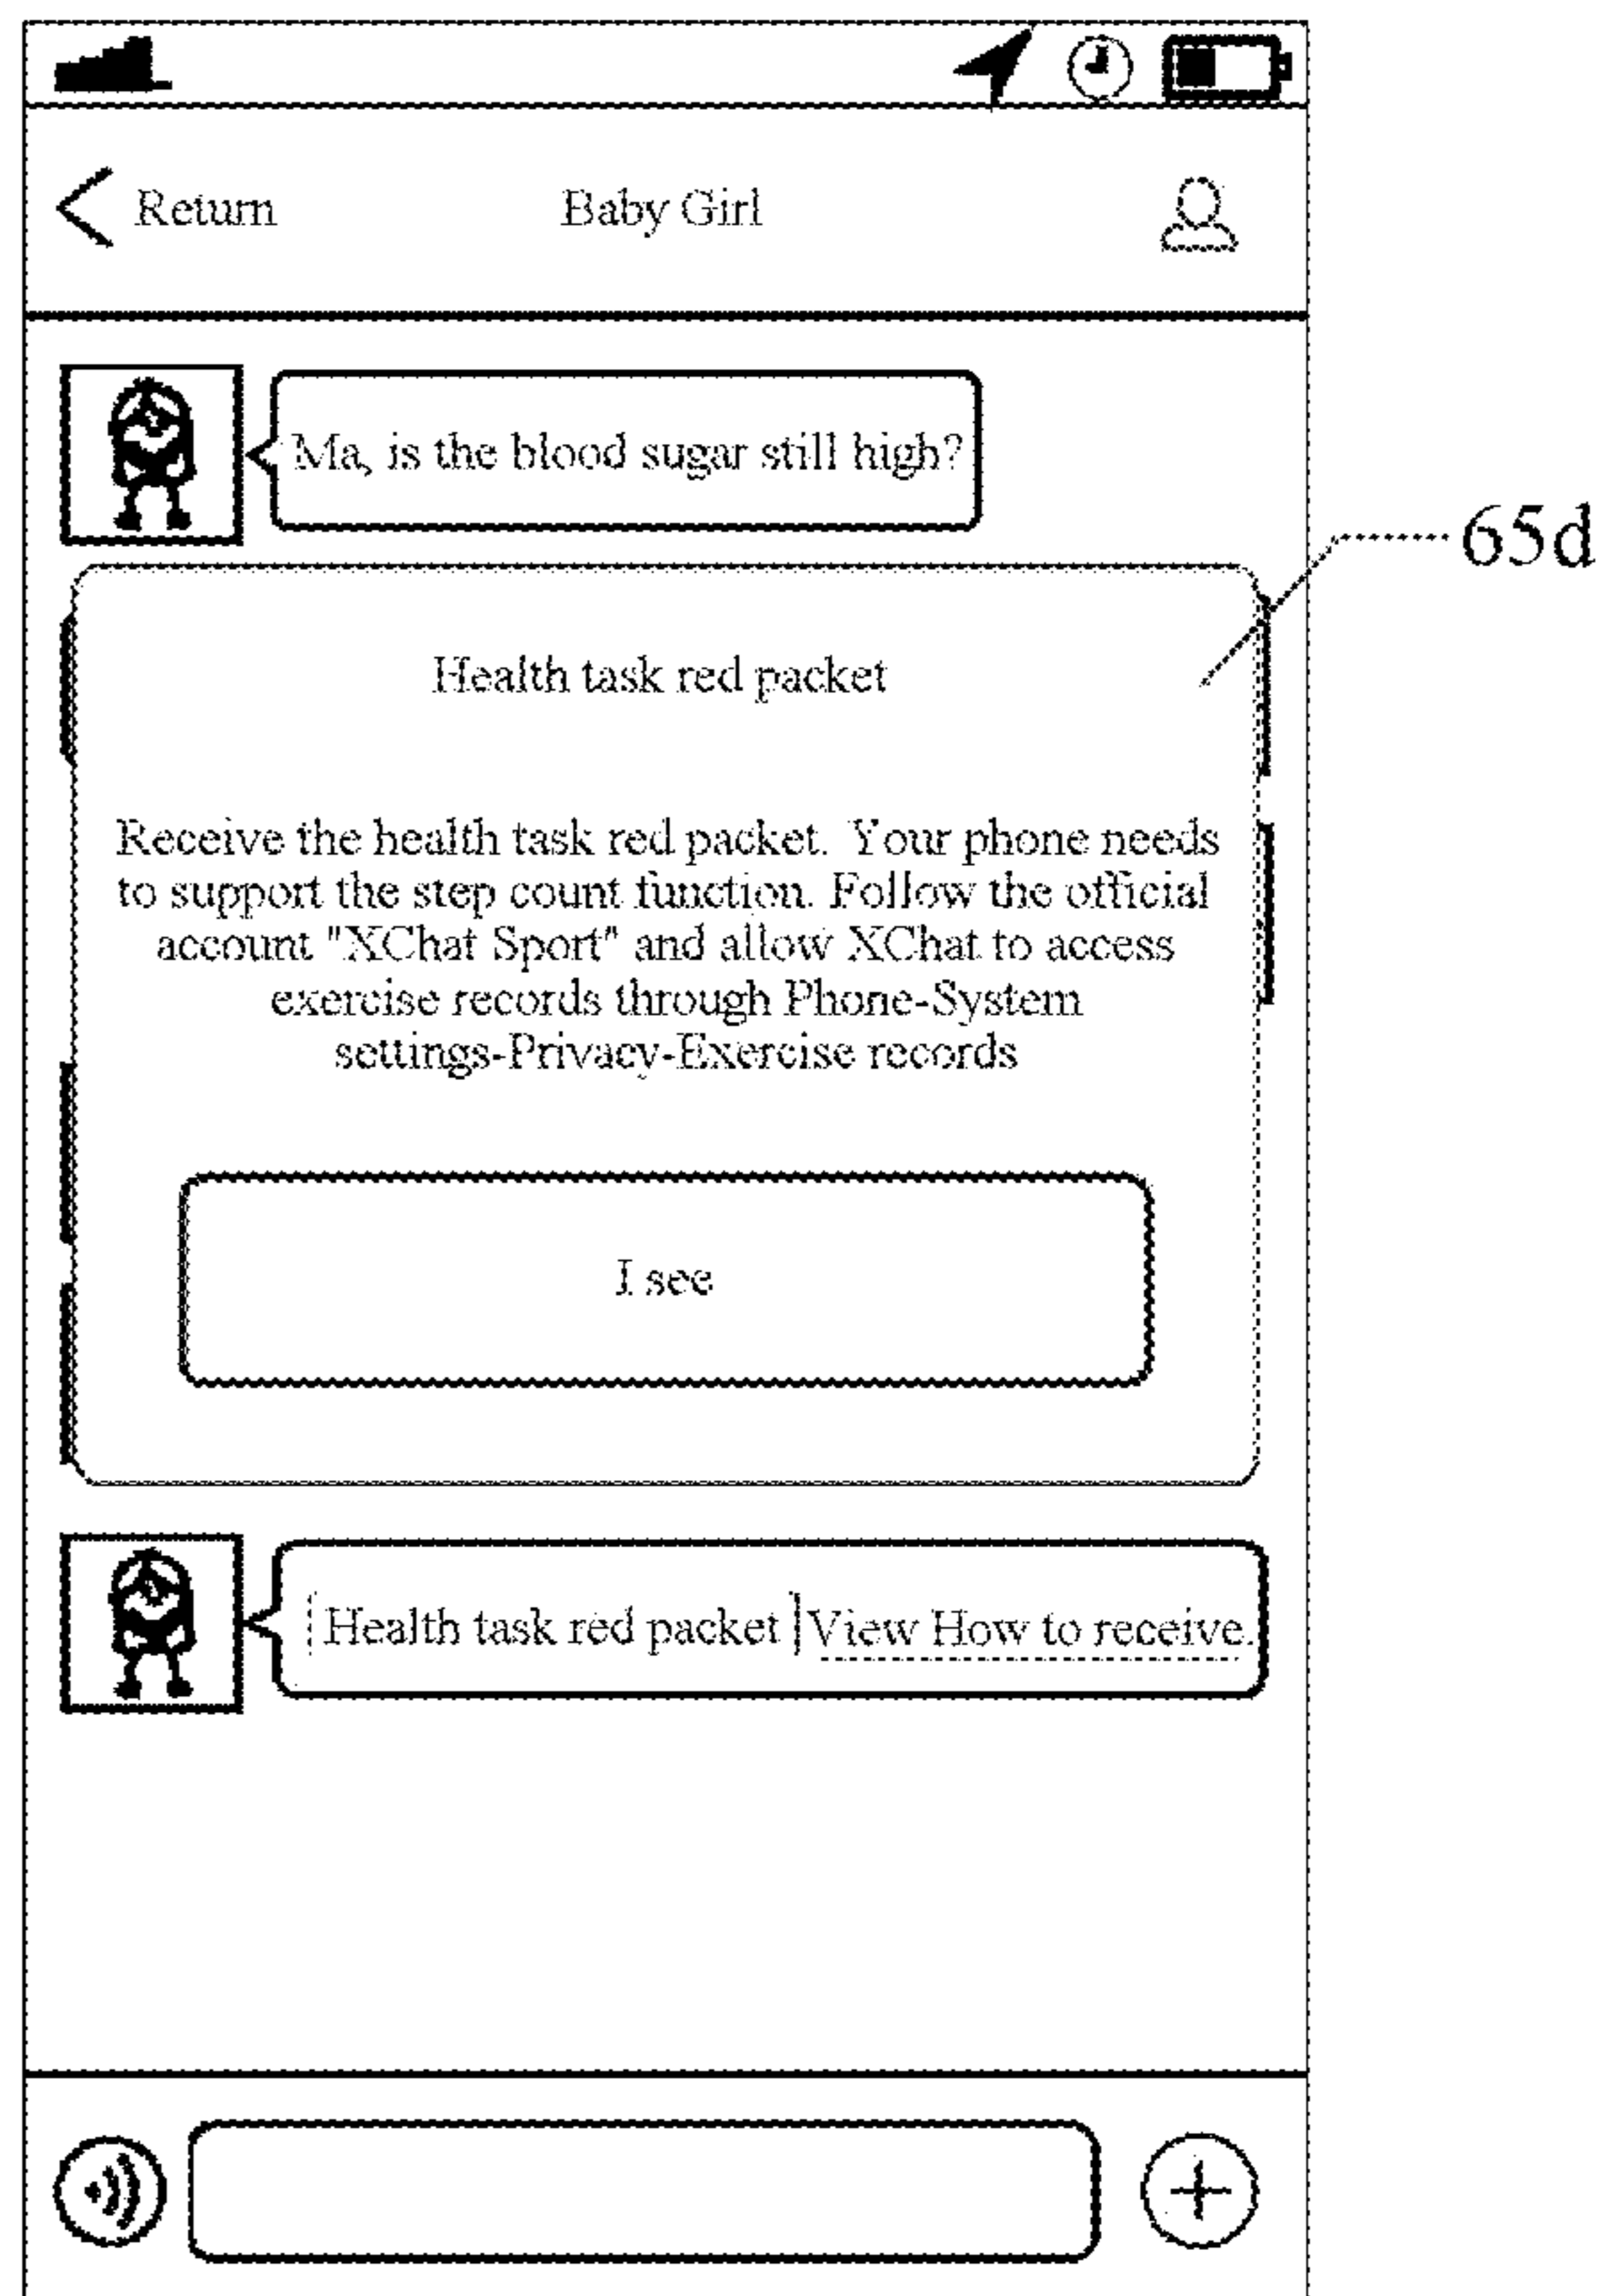 Return
Baby Girl
Ma, is the blood sugar still high?
65d
Health task red packet
Receive the health task red packet. Your phone needs
to support the step count function. Follow the official
account "XChat Sport" and allow XChat to access
exercise records through Phone-System
settings-Privacy-Exercise records
I see
[Health task red packet]View How to receive.